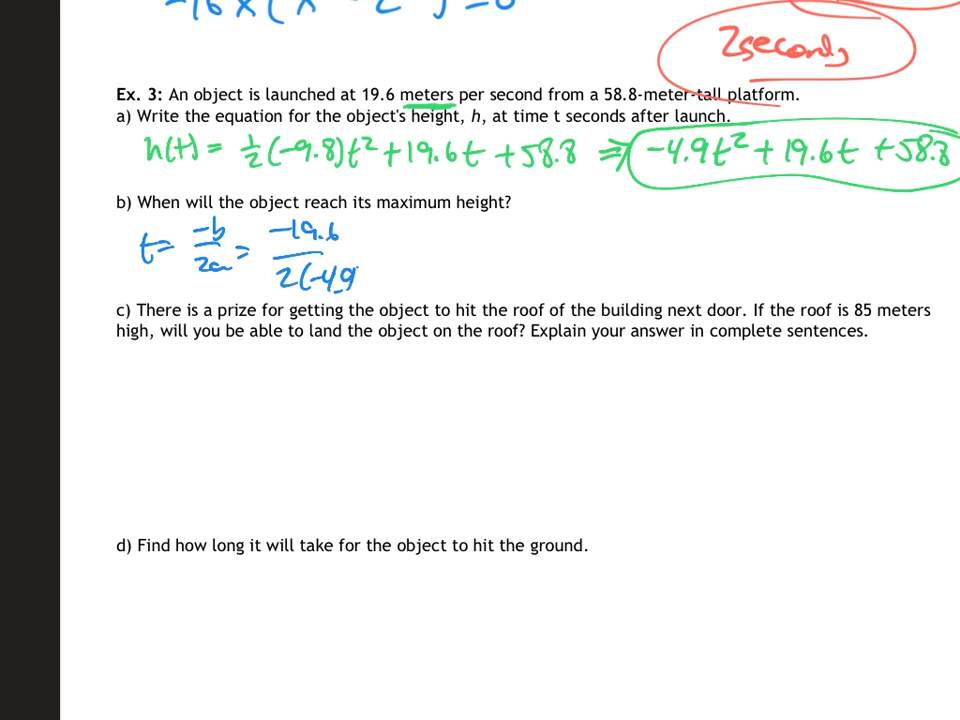 -16x(x - 2) = 0
2 seconds
Ex. 3: An object is launched at 19.6 meters per second from a 58.8-meter-tall platform.
a) Write the equation for the object's height, h, at time t seconds after launch.
h(t) = 1/2(-9.8)t² + 19.6t + 58.8 ⇒ -4.9t² + 19.6t + 58.8
b) When will the object reach its maximum height?
t = -b/2a = -19.6/2(-4.9
c) There is a prize for getting the object to hit the roof of the building next door. If the roof is 85 meters
high, will you be able to land the object on the roof? Explain your answer in complete sentences.
d) Find how long it will take for the object to hit the ground.